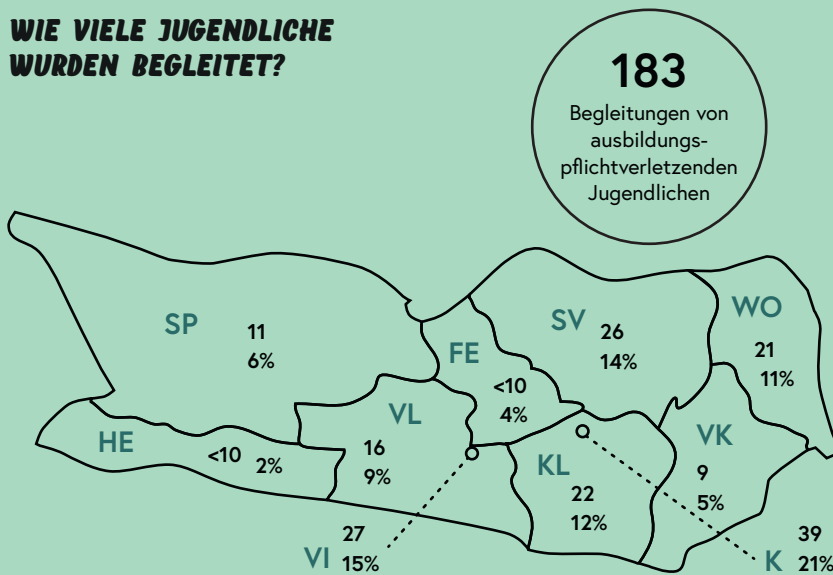 WIE VIELE JUGENDLICHE
WURDEN BEGLEITET?
183
Begleitungen von
ausbildungs-
pflichtverletzenden
Jugendlichen
SP
11
6%
FE
<10
4%
SV
26
14%
WO
21
11%
HE
<10 2%
VL
16
9%
KL
22
12%
VK
9
5%
VI
27
15%
K
39
21%